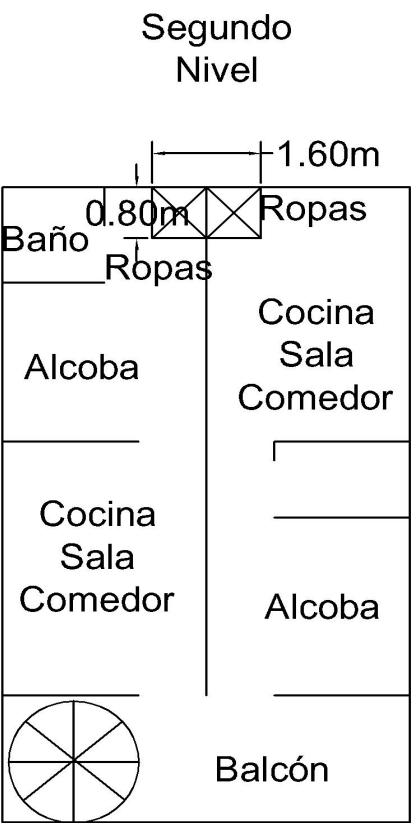 Segundo
Nivel
1.60m
0.80m
Ropas
Baño
Ropas
Cocina
Sala
Comedor
Alcoba
Cocina
Sala
Comedor
Alcoba
Balcón